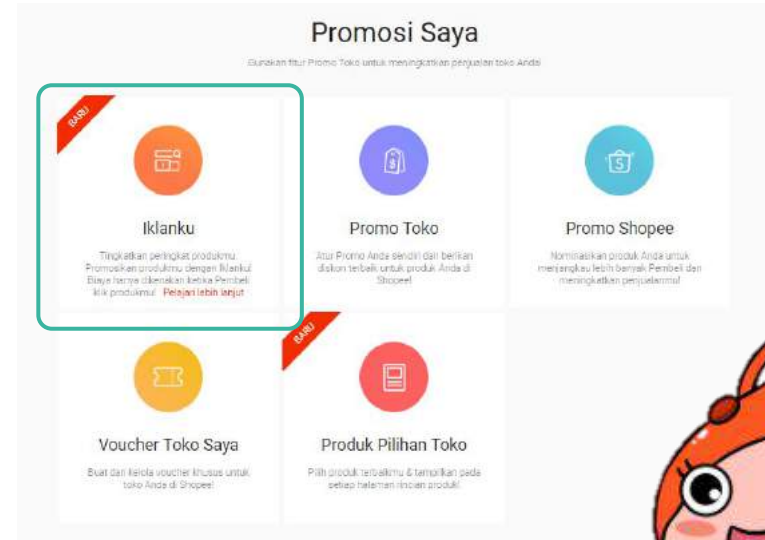 Promosi Saya
Gunakan fitur Promo Toko untuk meningkatkan penjualan toko Anda!
BARU
Iklanku
Tingkatkan peringkat produkmu.
Promosikan produkmu dengan Iklanku!
Biaya hanya dikenakan ketika Pembeli
klik produkmu! Pelajari lebih lanjut
Promo Toko
Atur Promo Anda sendiri dan berikan
diskon terbaik untuk produk Anda di
Shopee!
Promo Shopee
Nominasikan produk Anda untuk
menjangkau lebih banyak Pembeli dan
meningkatkan penjualanmu!
Voucher Toko Saya
Buat dan kelola voucher khusus untuk
toko Anda di Shopee!
BARU
Produk Pilihan Toko
Pilih produk terbaikmu & tampilkan pada
setiap halaman rincian produk!